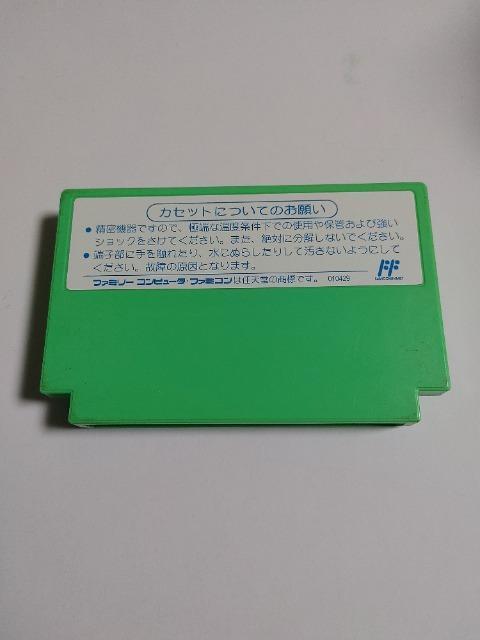 カセットについてのお願い
● 精密機器ですので、極端な温度条件下での使用や保管および強い
ショックをさけてください。また、絶対に分解しないでください。
● 端子部に手を触れたり、水にぬらしたりして汚さないようにして
ください。故障の原因となります。
ファミリー コンピュータ・ファミコンは任天堂の商標です。 010429